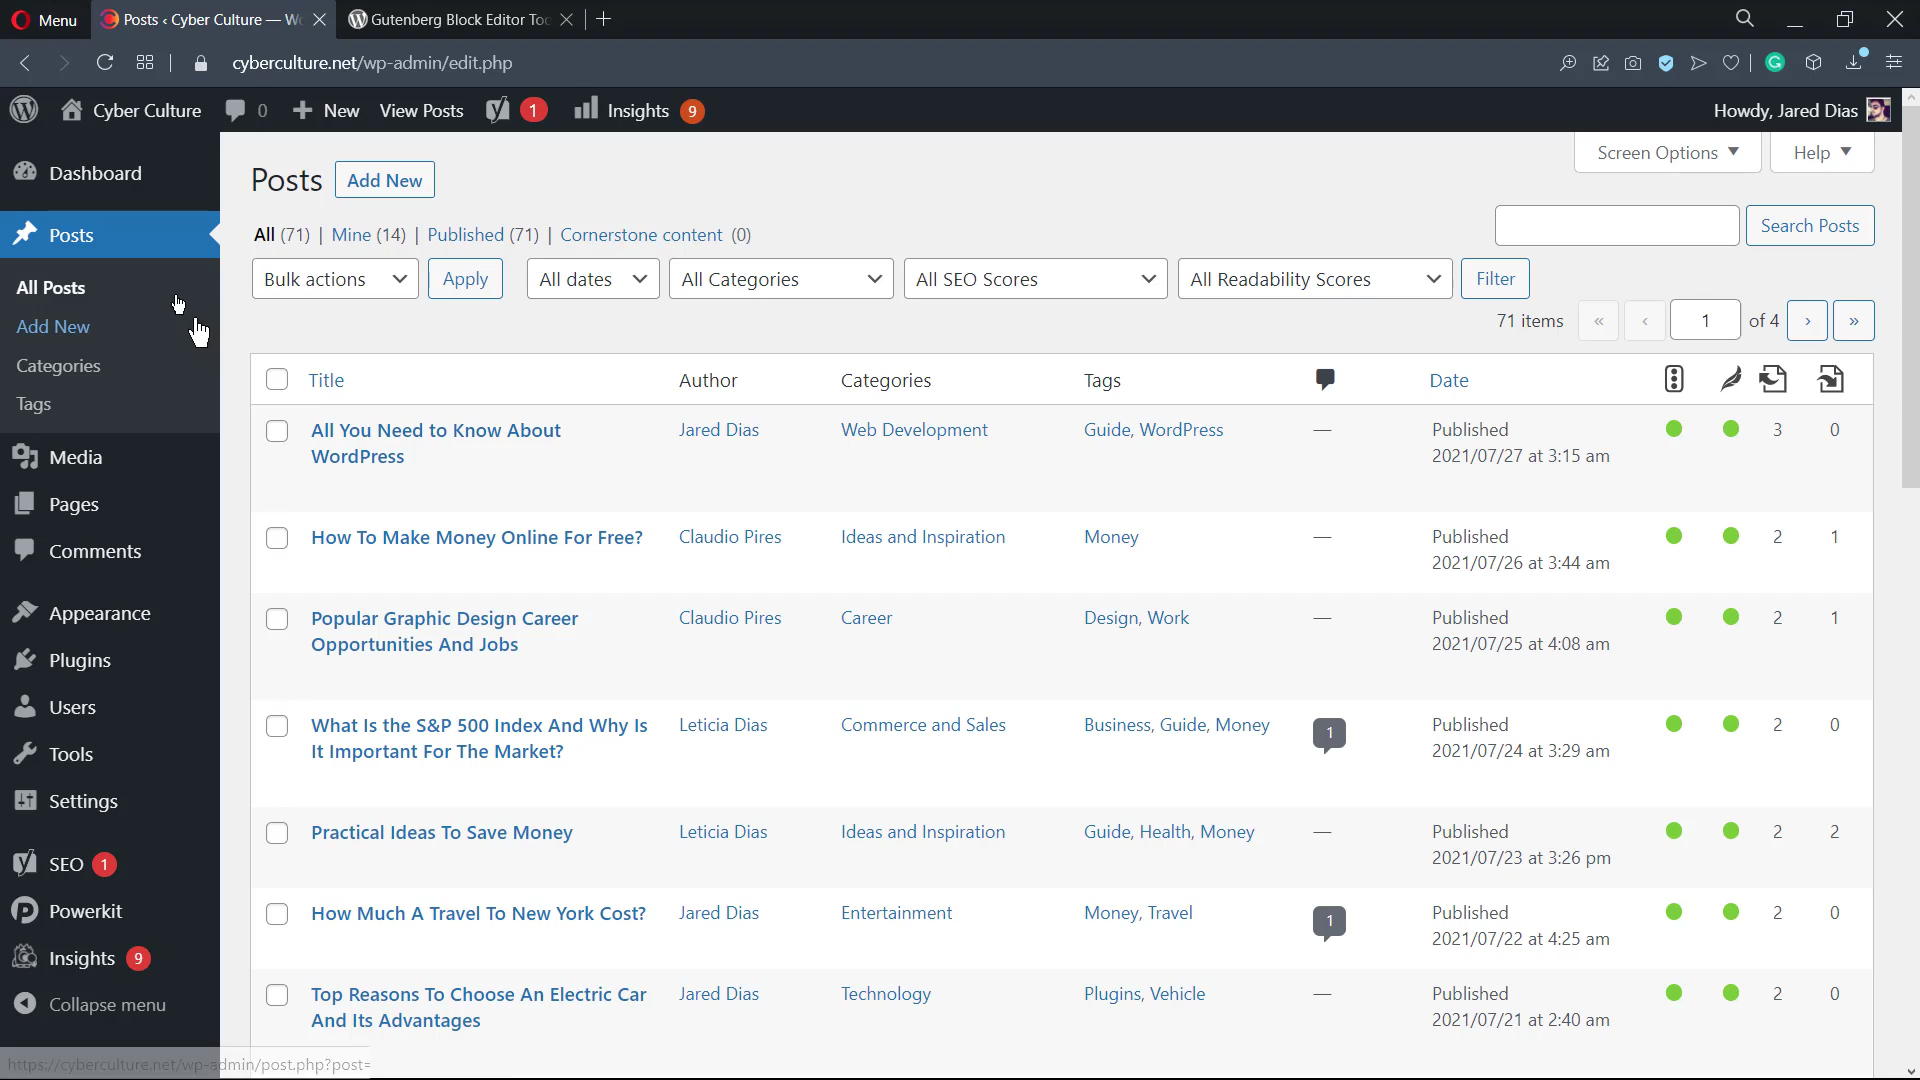 Menu
Posts ‹ Cyber Culture — W
Gutenberg Block Editor Too
cyberculture.net/wp-admin/edit.php
Cyber Culture 0 New View Posts 1 Insights 9
Howdy, Jared Dias
Dashboard
Posts
All Posts
Add New
Categories
Tags
Media
Pages
Comments
Appearance
Plugins
Users
Tools
Settings
SEO 1
Powerkit
Insights 9
Collapse menu
Screen Options Help
Posts Add New
All (71) | Mine (14) | Published (71) | Cornerstone content (0)
Search Posts
Bulk actions Apply All dates All Categories All SEO Scores All Readability Scores Filter
71 items « ‹ 1 of 4 › »
Title Author Categories Tags Date
All You Need to Know About Jared Dias Web Development Guide, WordPress — Published 3 0
WordPress 2021/07/27 at 3:15 am
How To Make Money Online For Free? Claudio Pires Ideas and Inspiration Money — Published 2 1
2021/07/26 at 3:44 am
Popular Graphic Design Career Claudio Pires Career Design, Work — Published 2 1
Opportunities And Jobs 2021/07/25 at 4:08 am
What Is the S&P 500 Index And Why Is Leticia Dias Commerce and Sales Business, Guide, Money 1 Published 2 0
It Important For The Market? 2021/07/24 at 3:29 am
Practical Ideas To Save Money Leticia Dias Ideas and Inspiration Guide, Health, Money — Published 2 2
2021/07/23 at 3:26 pm
How Much A Travel To New York Cost? Jared Dias Entertainment Money, Travel 1 Published 2 0
2021/07/22 at 4:25 am
Top Reasons To Choose An Electric Car Jared Dias Technology Plugins, Vehicle — Published 2 0
And Its Advantages 2021/07/21 at 2:40 am
https://cyberculture.net/wp-admin/post.php?post=